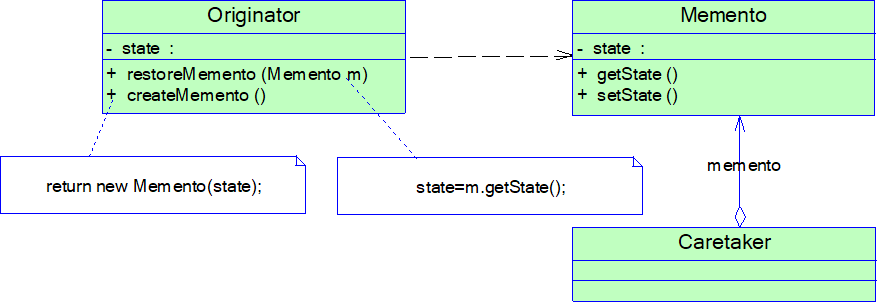 Originator
- state :
+ restoreMemento (Memento m)
+ createMemento ()
Memento
- state :
+ getState ()
+ setState ()
return new Memento(state);
state=m.getState();
memento
Caretaker